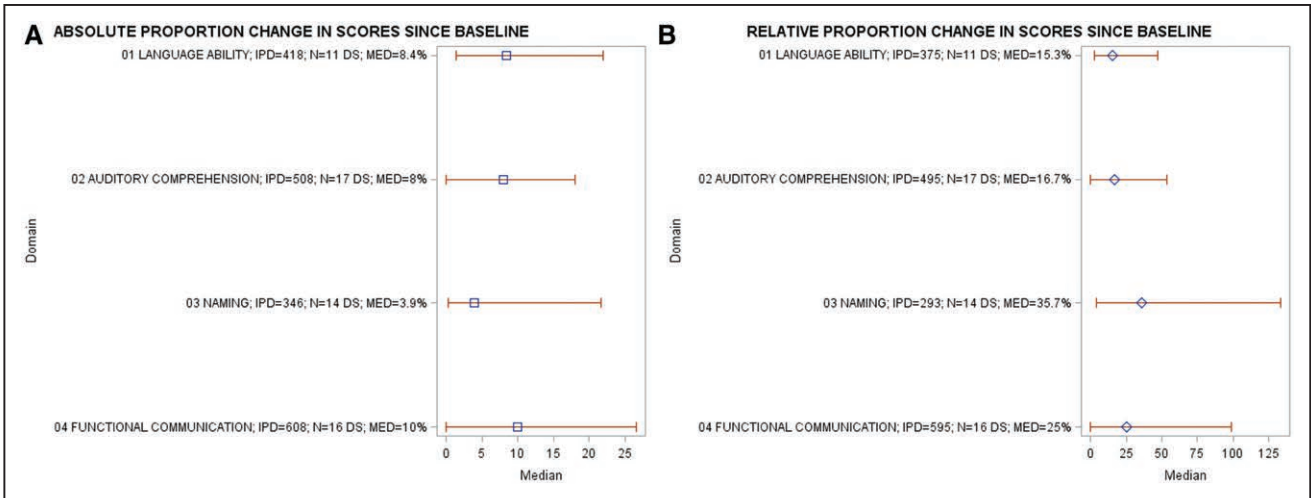 A ABSOLUTE PROPORTION CHANGE IN SCORES SINCE BASELINE
01 LANGUAGE ABILITY; IPD=418; N=11 DS; MED=8.4%
02 AUDITORY COMPREHENSION; IPD=508; N=17 DS; MED=8%
03 NAMING; IPD=346; N=14 DS; MED=3.9%
04 FUNCTIONAL COMMUNICATION; IPD=608; N=16 DS; MED=10%
Domain
0 5 10 15 20 25
Median
B RELATIVE PROPORTION CHANGE IN SCORES SINCE BASELINE
01 LANGUAGE ABILITY; IPD=375; N=11 DS; MED=15.3%
02 AUDITORY COMPREHENSION; IPD=495; N=17 DS; MED=16.7%
03 NAMING; IPD=293; N=14 DS; MED=35.7%
04 FUNCTIONAL COMMUNICATION; IPD=595; N=16 DS; MED=25%
Domain
0 25 50 75 100 125
Median